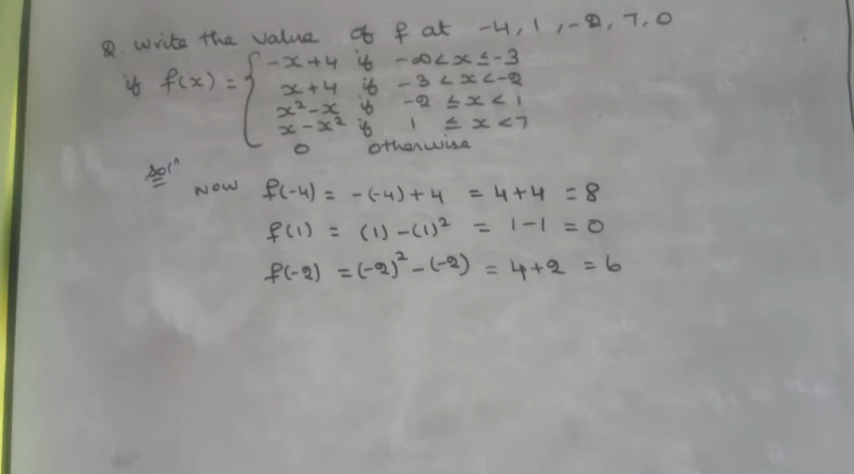 Q. Write the value of f at -4, 1, -2, 7, 0
if f(x) = { -x+4 if -∞<x≤-3
x+4 if -3<x<-2
x²-x if -2≤x<1
x-x² if 1≤x<7
0 otherwise
Solⁿ
Now f(-4) = -(-4)+4 = 4+4 = 8
f(1) = (1)-(1)² = 1-1 = 0
f(-2) = (-2)²-(-2) = 4+2 = 6